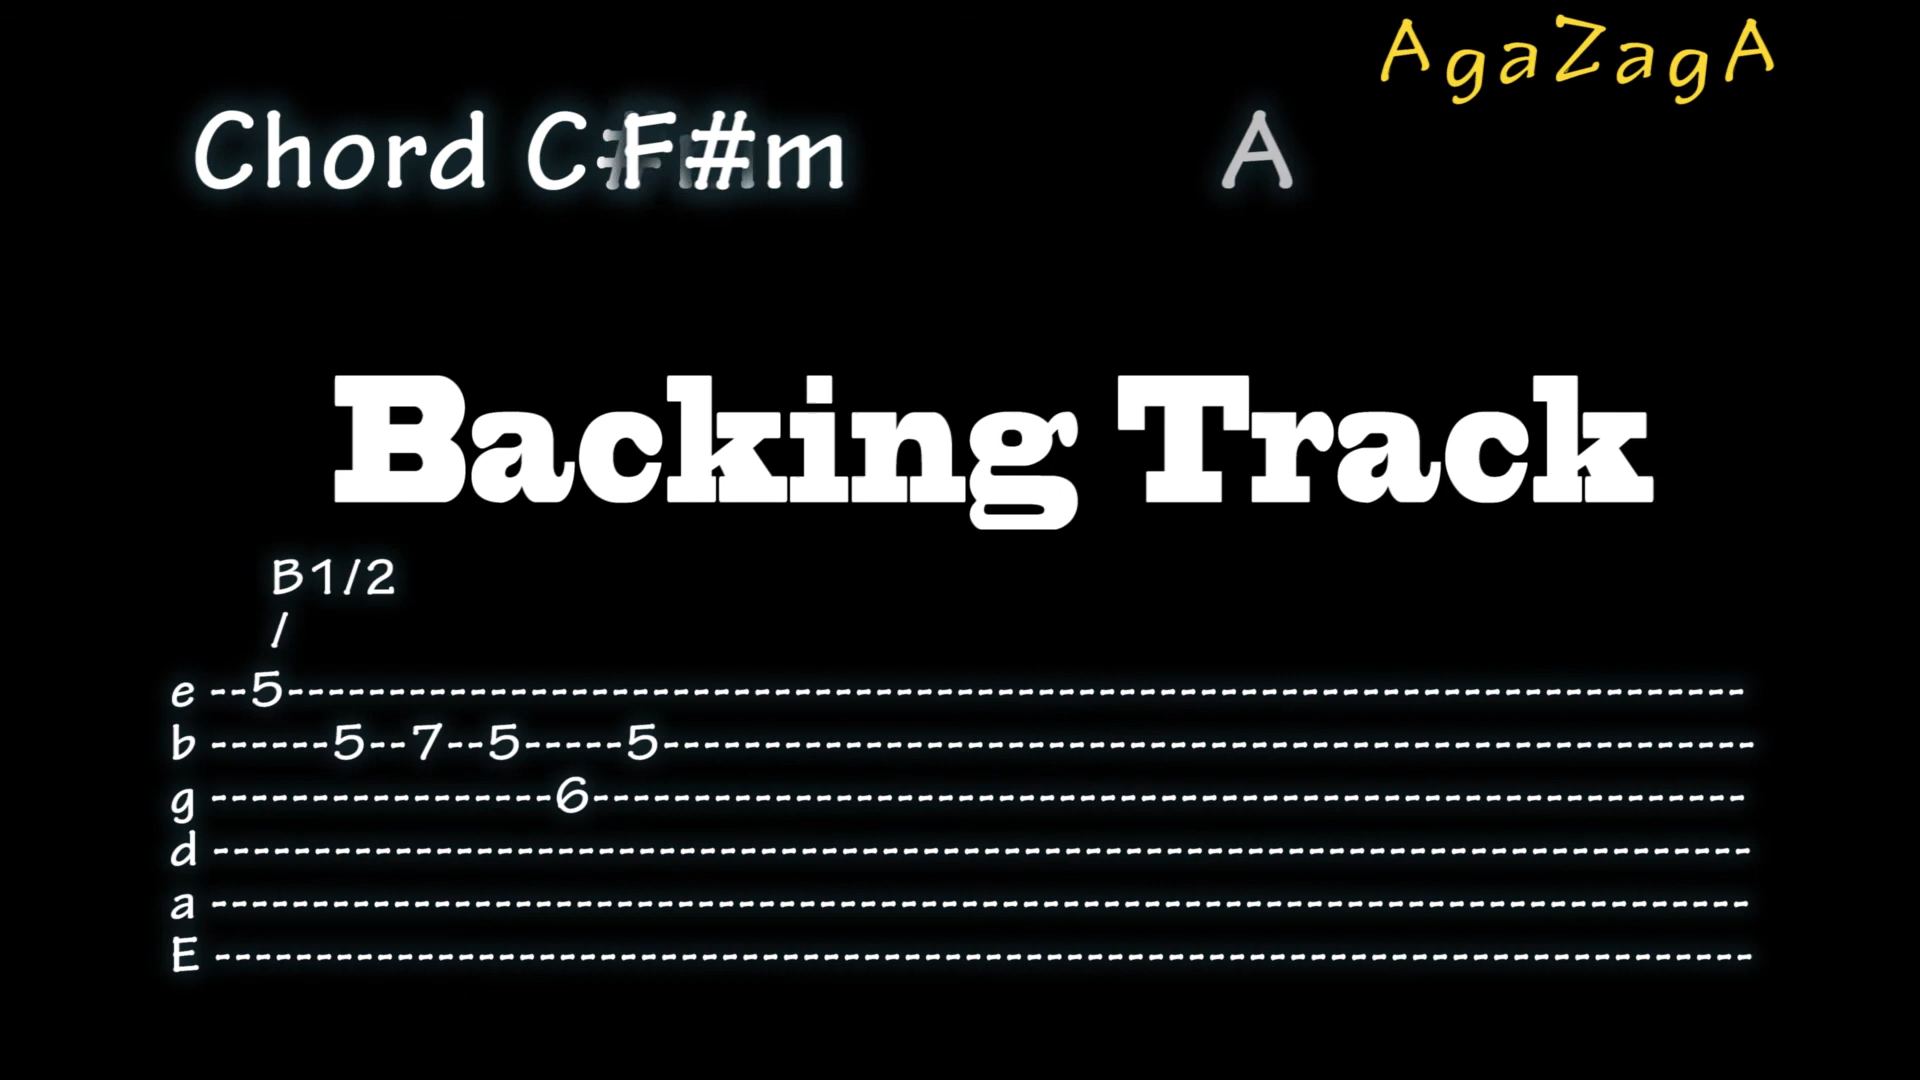 AgaZagA
Chord C#m F#m A
Backing Track
B1/2
/
e --5------------------------------------------------------------------------
b ------5--7--5-----5------------------------------------------------------
g -----------------6---------------------------------------------------------
d ----------------------------------------------------------------------------
a ----------------------------------------------------------------------------
E ----------------------------------------------------------------------------